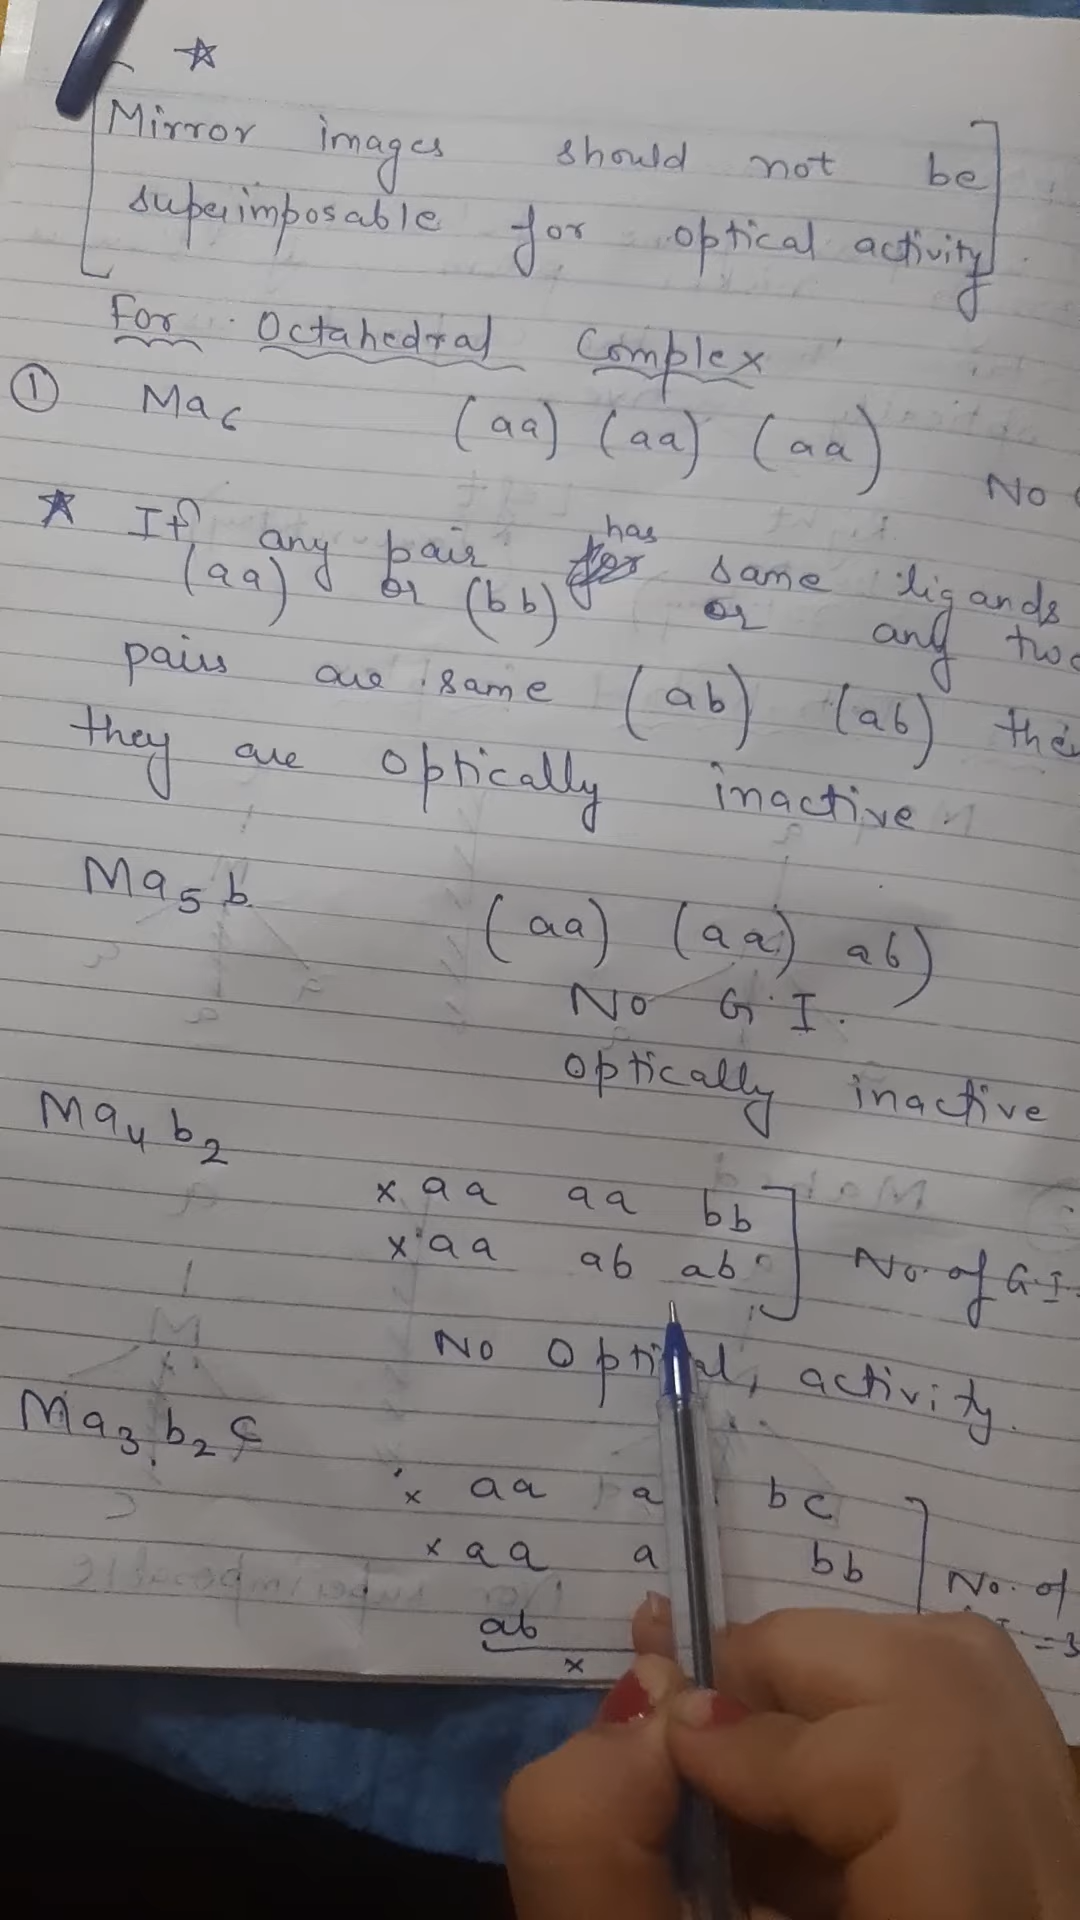 Mirror images should not be
superimposable for optical activity
For Octahedral Complex
① Ma6 (aa) (aa) (aa)
No
★ If any pair has same ligands
(aa) or (bb) or any two
pairs are same (ab) (ab) then
they are optically inactive.
Ma5b (aa) (aa) ab)
No G.I.
optically inactive
Ma4b2
x aa aa bb
x aa ab ab
No. of G.I.
No Optical activity.
Ma3b2c
x aa a bc
x aa a bb
No. of
= 3
ab
x